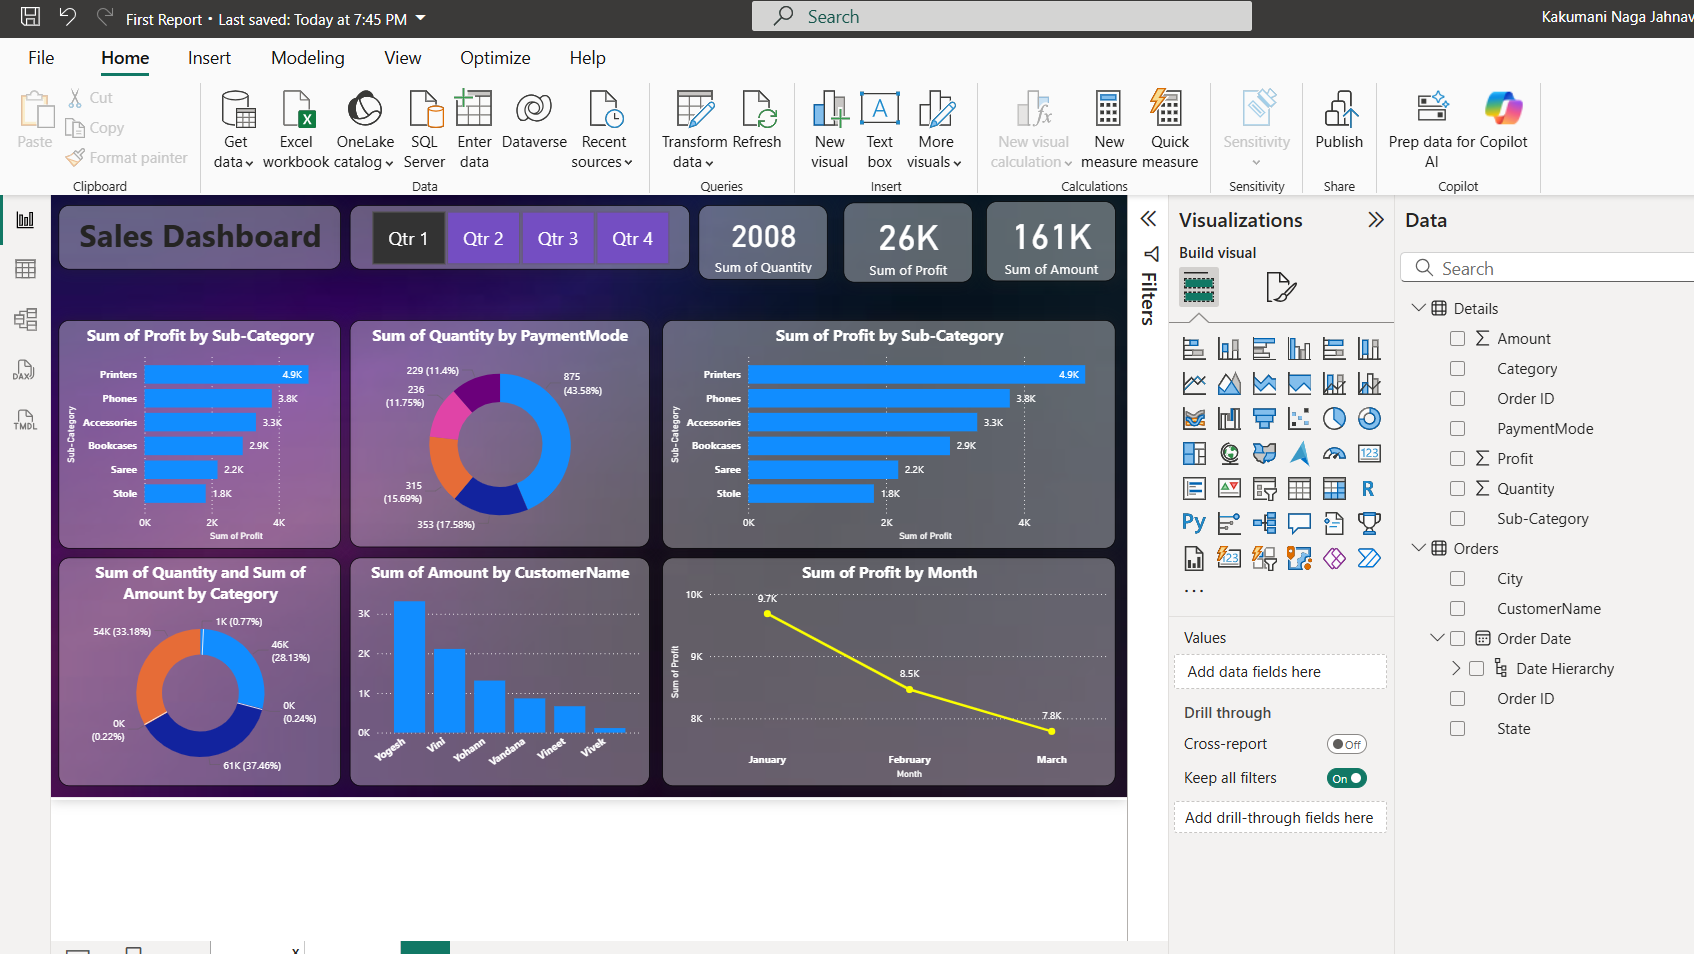 First Report • Last saved: Today at 7:45 PM
Search
Kakumani Naga Jahnav
File
Home
Insert
Modeling
View
Optimize
Help
Paste
Cut
Copy
Format painter
Clipboard
Get data
Excel workbook
OneLake catalog
SQL Server
Enter data
Dataverse
Recent sources
Data
Transform data
Refresh
Queries
New visual
Text box
More visuals
Insert
New visual calculation
New measure
Quick measure
Calculations
Sensitivity
Sensitivity
Publish
Share
Prep data for AI
Copilot
Copilot
DAX
TMDL
Sales Dashboard
Qtr 1
Qtr 2
Qtr 3
Qtr 4
2008
Sum of Quantity
26K
Sum of Profit
161K
Sum of Amount
Sum of Profit by Sub-Category
Sub-Category
Printers
4.9K
Phones
3.8K
Accessories
3.3K
Bookcases
2.9K
Saree
2.2K
Stole
1.8K
0K
2K
4K
Sum of Profit
Sum of Quantity by PaymentMode
229 (11.4%)
236
(11.75%)
875
(43.58%)
315
(15.69%)
353 (17.58%)
Sum of Profit by Sub-Category
Sub-Category
Printers
4.9K
Phones
3.8K
Accessories
3.3K
Bookcases
2.9K
Saree
2.2K
Stole
1.8K
0K
2K
4K
Sum of Profit
Sum of Quantity and Sum of
Amount by Category
54K (33.18%)
1K (0.77%)
46K
(28.13%)
0K
(0.24%)
0K
(0.22%)
61K (37.46%)
Sum of Amount by CustomerName
3K
2K
1K
0K
Yogesh
Vini
Yohann
Vandana
Vineet
Vivek
Sum of Profit by Month
Sum of Profit
10K
9K
8K
9.7K
8.5K
7.8K
January
February
March
Month
Filters
Visualizations
Build visual
123
R
Py
123
...
Values
Add data fields here
Drill through
Cross-report
Off
Keep all filters
On
Add drill-through fields here
Data
Search
Details
Amount
Category
Order ID
PaymentMode
Profit
Quantity
Sub-Category
Orders
City
CustomerName
Order Date
Date Hierarchy
Order ID
State
x